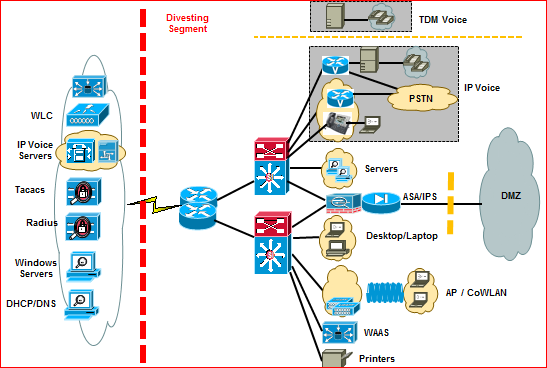 Divesting
Segment
TDM Voice
WLC
IP Voice
Servers
Tacacs
Radius
Windows
Servers
DHCP/DNS
IP Voice
PSTN
Servers
ASA/IPS
DMZ
Desktop/Laptop
AP / CoWLAN
WAAS
Printers